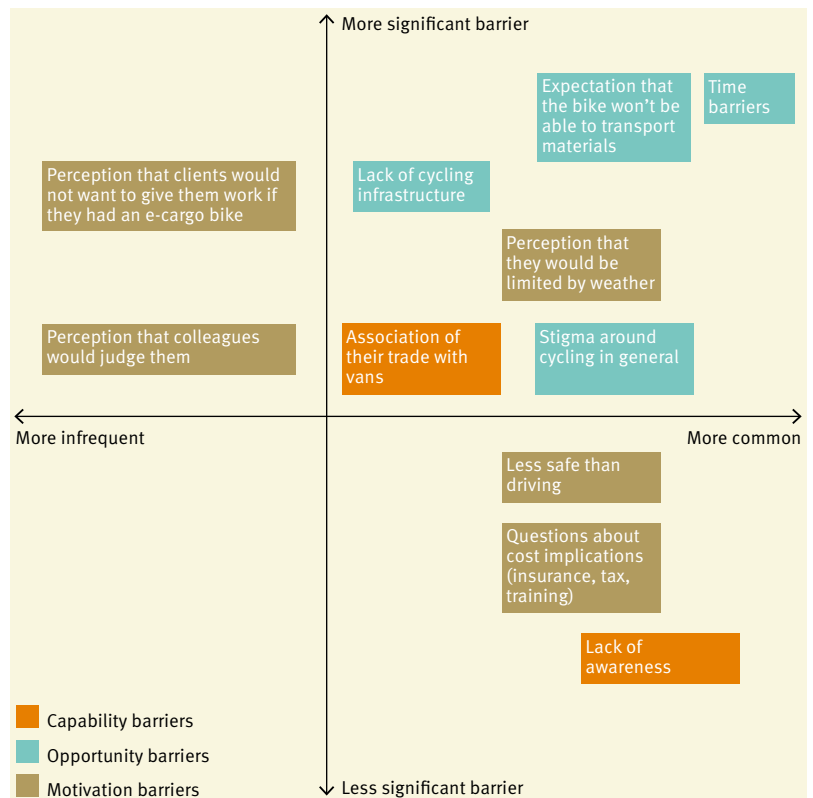 More significant barrier
Expectation that
the bike won’t be
able to transport
materials
Time
barriers
Perception that clients would
not want to give them work if
they had an e-cargo bike
Lack of cycling
infrastructure
Perception that
they would be
limited by weather
Perception that colleagues
would judge them
Association of
their trade with
vans
Stigma around
cycling in general
More infrequent
More common
Less safe than
driving
Questions about
cost implications
(insurance, tax,
training)
Lack of
awareness
Capability barriers
Opportunity barriers
Motivation barriers
Less significant barrier